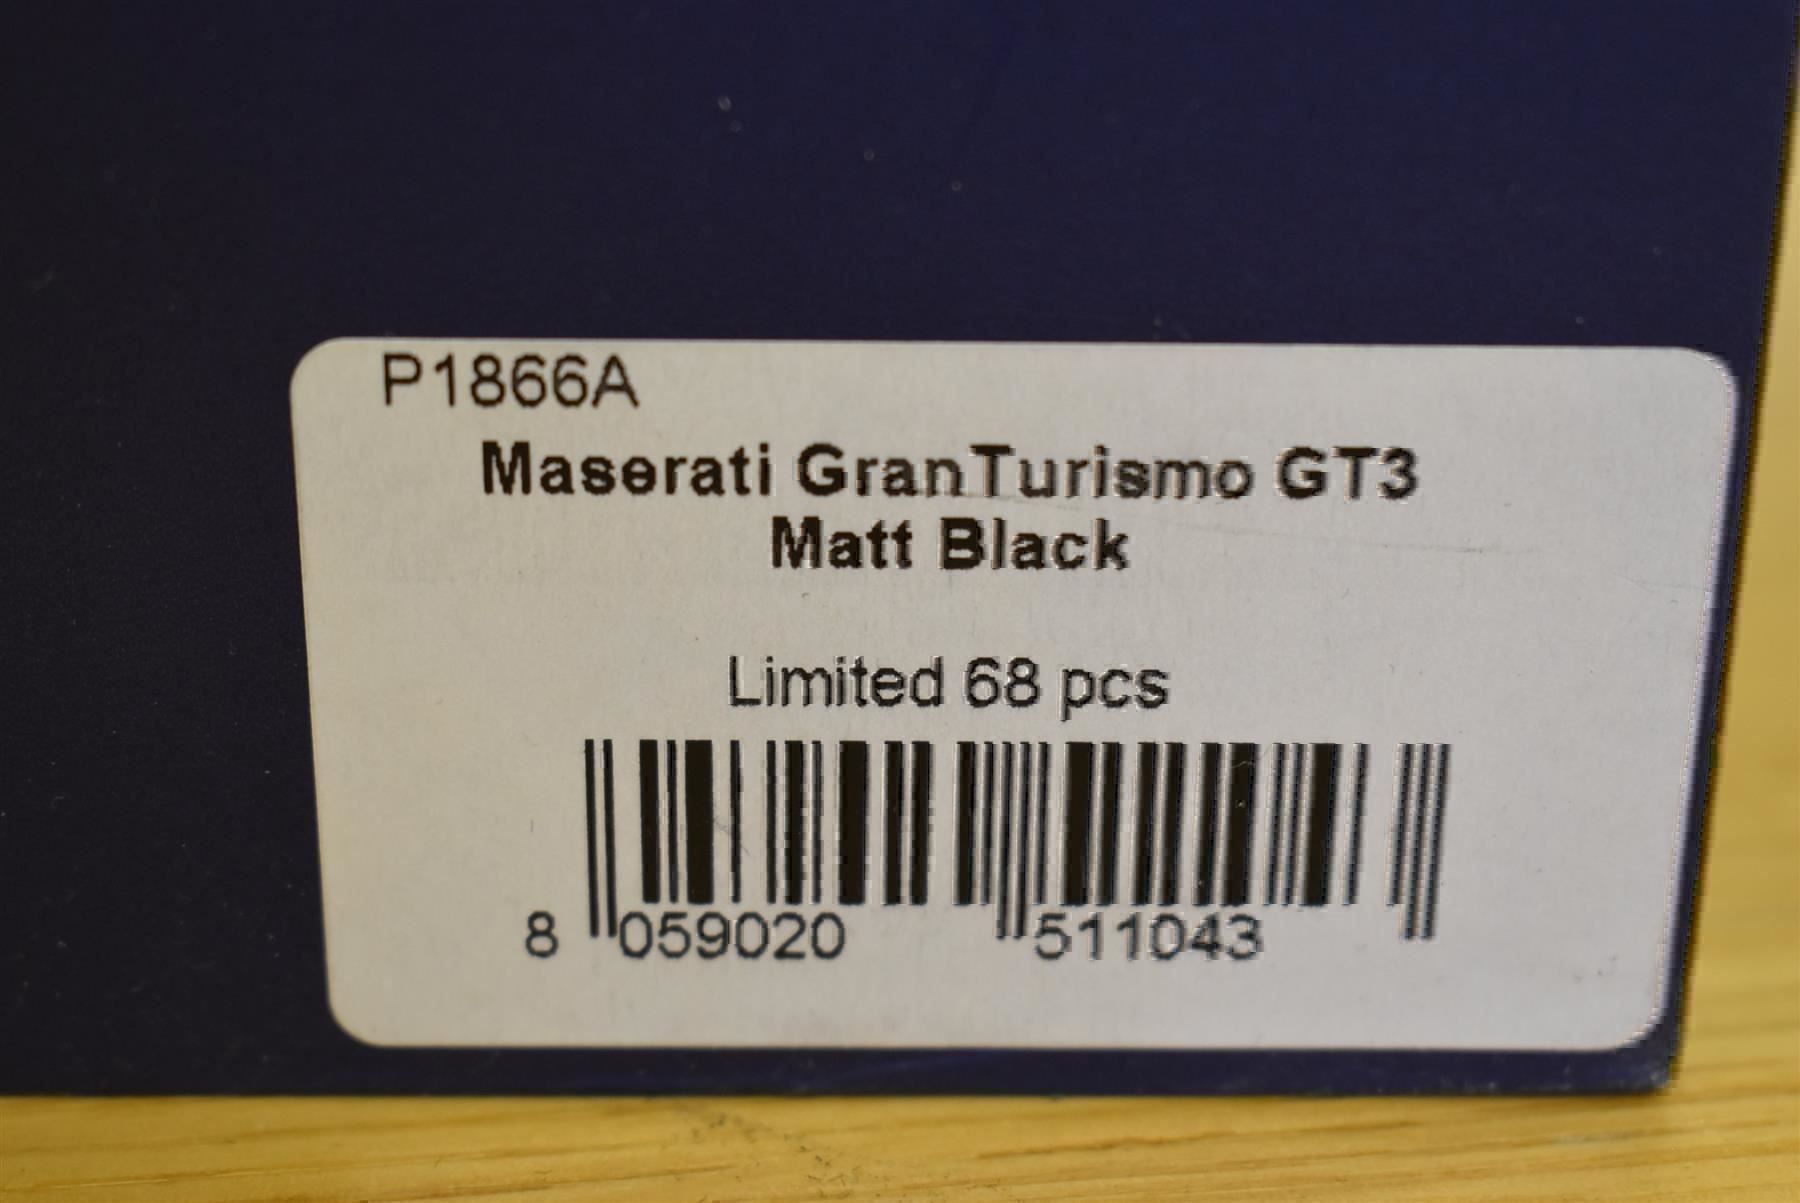 P1866A
Maserati GranTurismo GT3
Matt Black
Limited 68 pcs
8 059020 511043